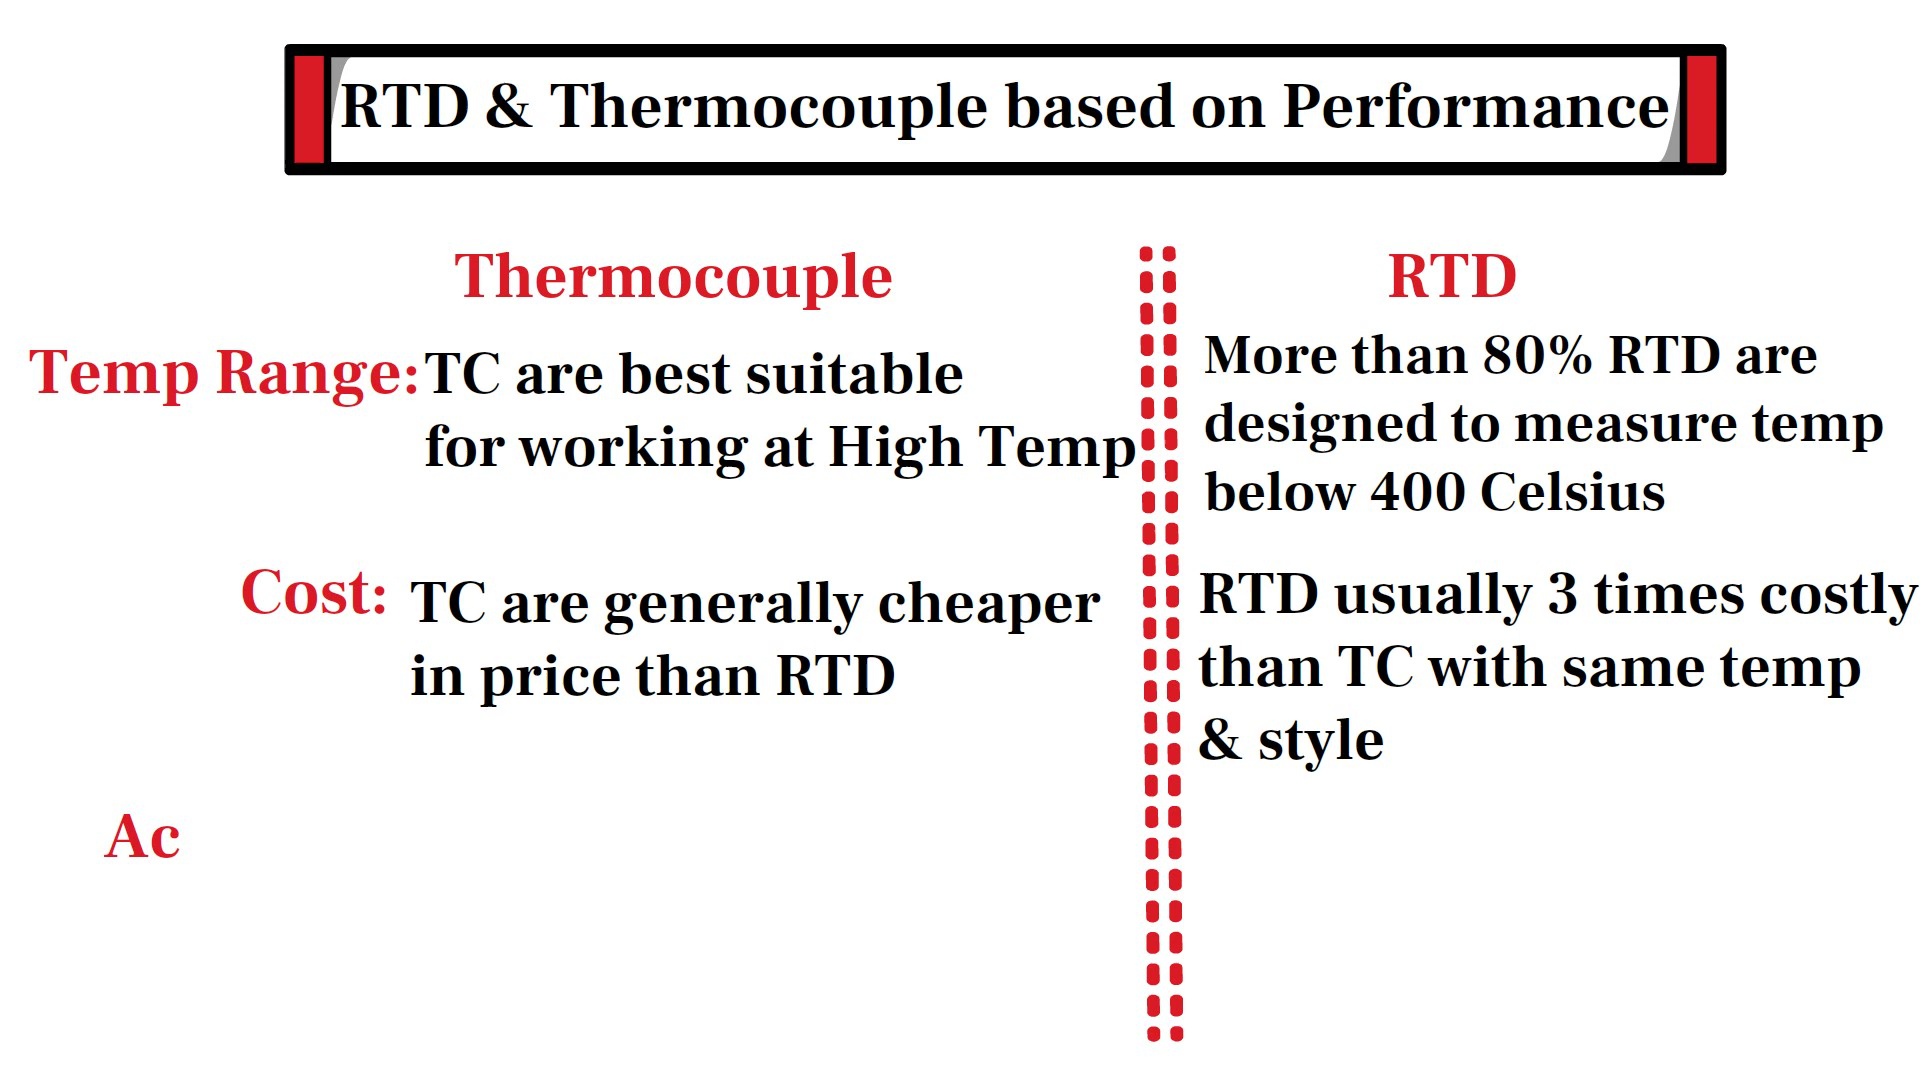 RTD & Thermocouple based on Performance
Thermocouple
RTD
Temp Range:
TC are best suitable
for working at High Temp
More than 80% RTD are
designed to measure temp
below 400 Celsius
Cost:
TC are generally cheaper
in price than RTD
RTD usually 3 times costly
than TC with same temp
& style
Ac